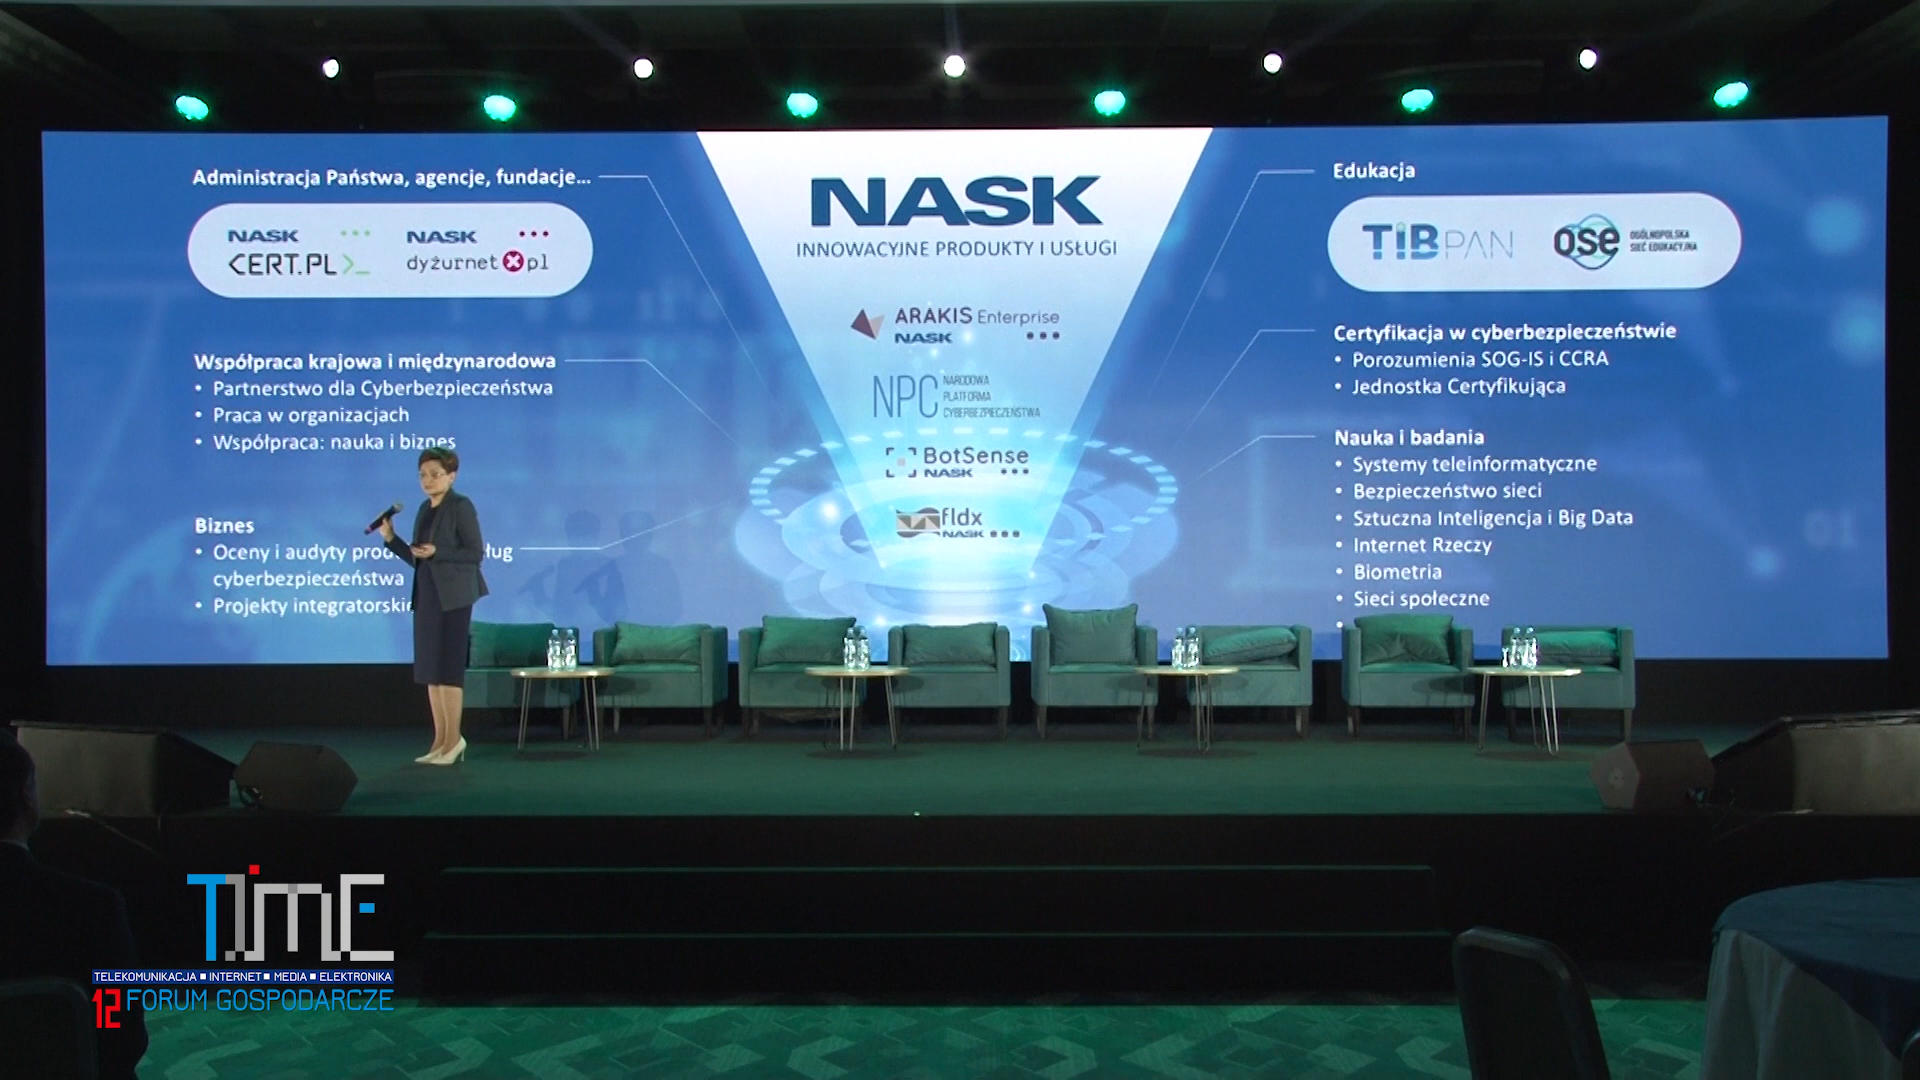 Administracja Państwa, agencje, fundacje...
NASK
CERT.PL>_
NASK
dyżurnet pl
Współpraca krajowa i międzynarodowa
• Partnerstwo dla Cyberbezpieczeństwa
• Praca w organizacjach
• Współpraca: nauka i biznes
Biznes
• Oceny i audyty
cyberbezpieczeństwa
• Projekty
NASK
INNOWACYJNE PRODUKTY I USŁUGI
ARAKIS Enterprise
NASK
NPC NARODOWA
PLATFORMA
CYBERBEZPIECZEŃSTWA
BotSense
NASK
fldx
NASK
Edukacja
TIB PAN
OSE OGÓLNOPOLSKA
SIEĆ EDUKACYJNA
Certyfikacja w cyberbezpieczeństwie
• Porozumienia SOG-IS i CCRA
• Jednostka Certyfikująca
Nauka i badania
• Systemy teleinformatyczne
• Bezpieczeństwo sieci
• Sztuczna Inteligencja i Big Data
• Internet Rzeczy
• Biometria
• Sieci społeczne
TIME
TELEKOMUNIKACJA ■ INTERNET ■ MEDIA ■ ELEKTRONIKA
12 FORUM GOSPODARCZE